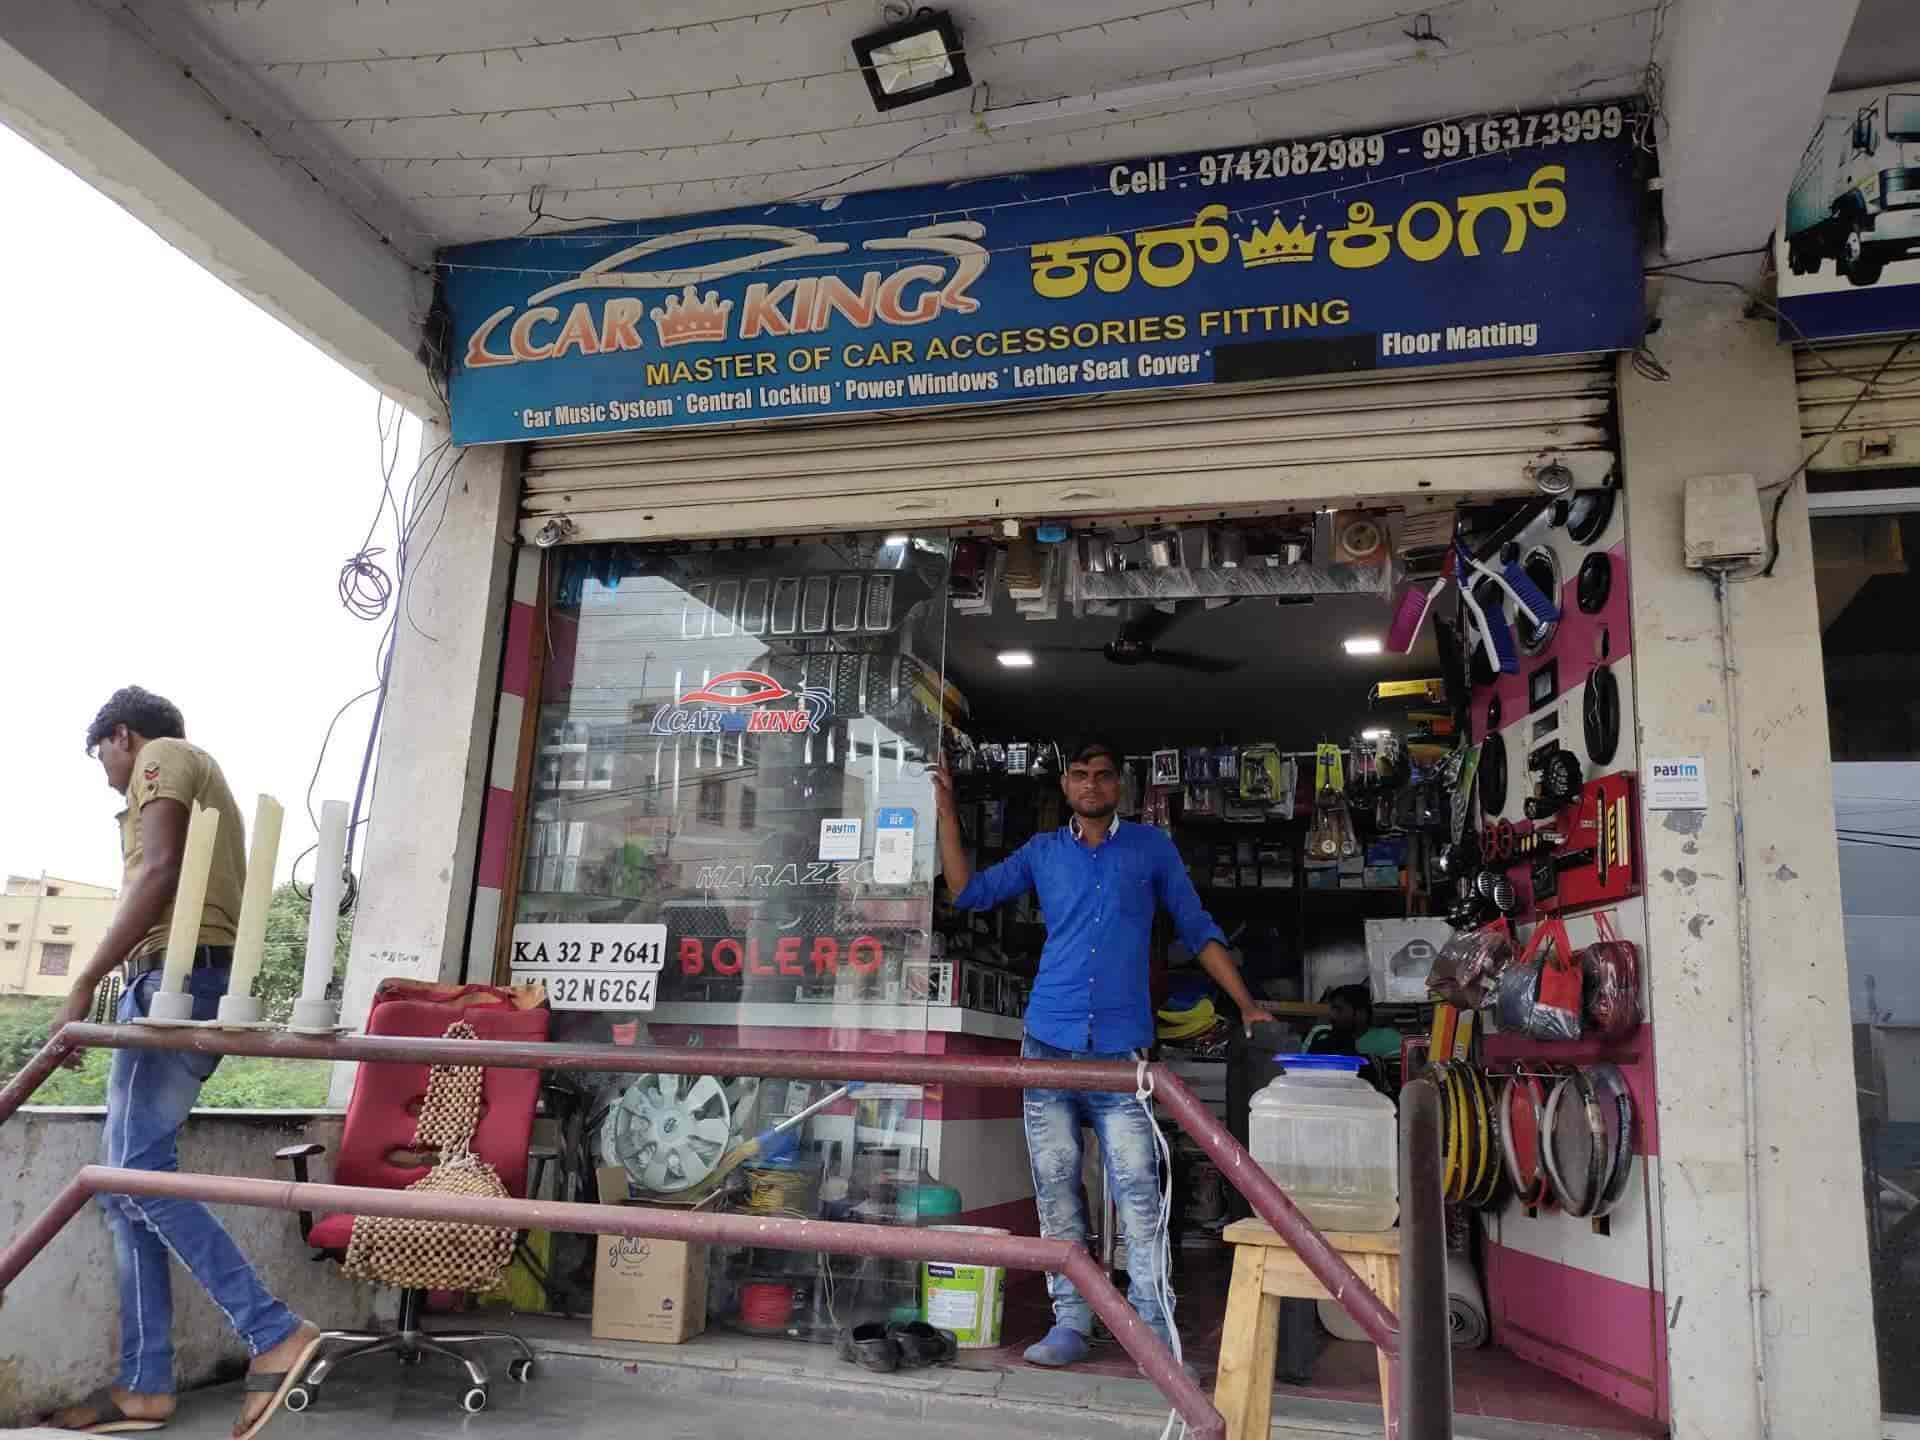 Cell : 9742082989 - 9916373999
CAR KING ಕಾರ್ ಕಿಂಗ್
MASTER OF CAR ACCESSORIES FITTING
* Car Music System * Central Locking * Power Windows * Lether Seat Cover * Floor Matting
CAR KING
paytm
paytm
MARAZZO
BOLERO
KA 32 P 2641
KA 32 N 6264
glade